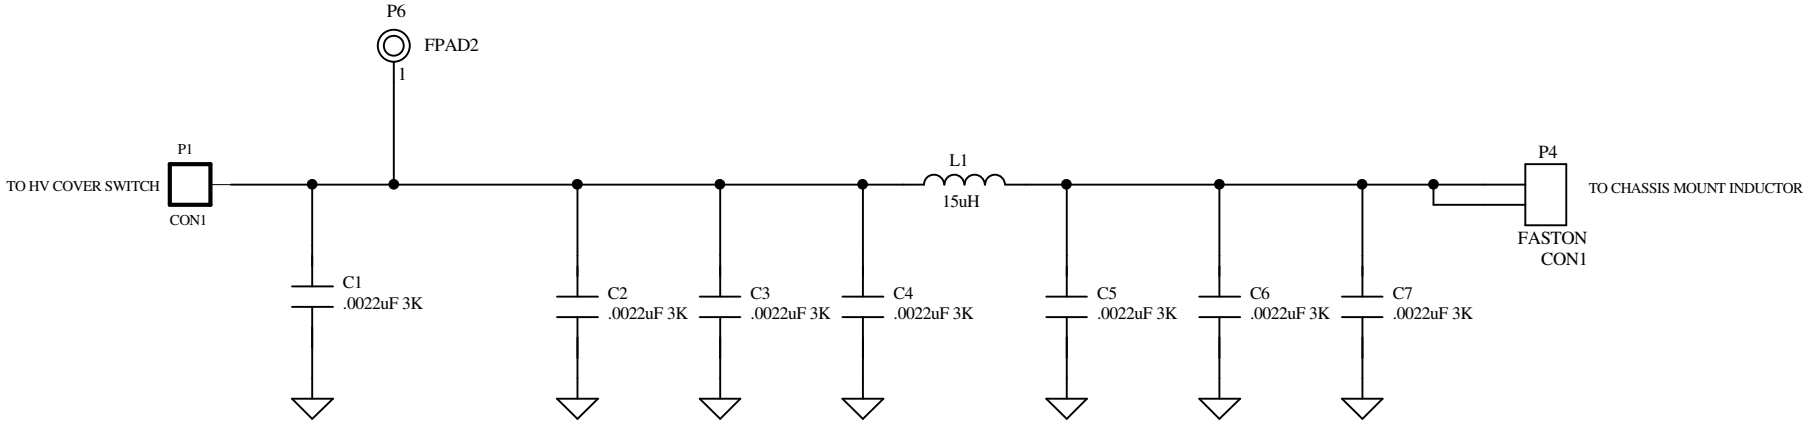 P6
FPAD2
1
P1
TO HV COVER SWITCH
CON1
L1
15uH
P4
TO CHASSIS MOUNT INDUCTOR
FASTON
CON1
C1
.0022uF 3K
C2
.0022uF 3K
C3
.0022uF 3K
C4
.0022uF 3K
C5
.0022uF 3K
C6
.0022uF 3K
C7
.0022uF 3K